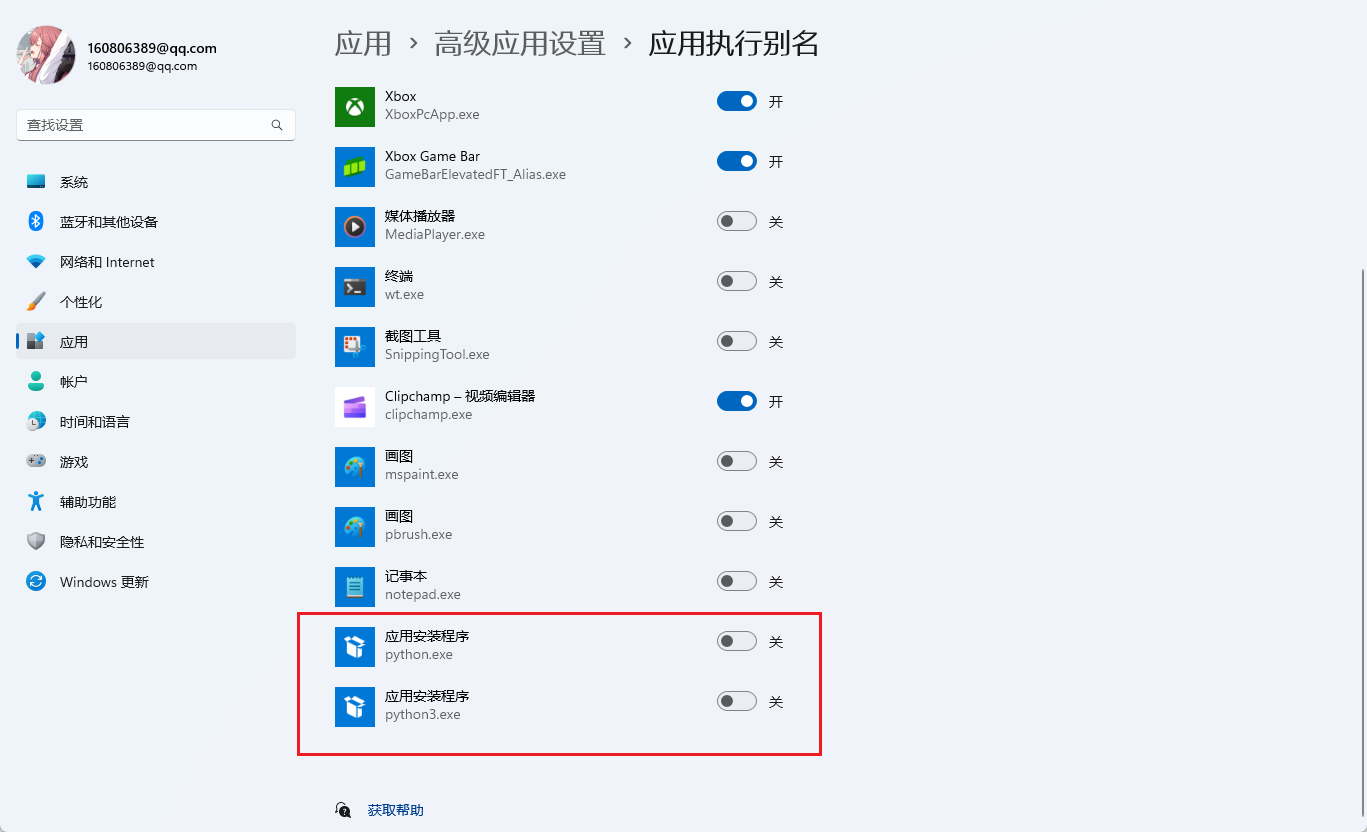 160806389@qq.com
160806389@qq.com
查找设置
系统
蓝牙和其他设备
网络和 Internet
个性化
应用
帐户
时间和语言
游戏
辅助功能
隐私和安全性
Windows 更新
应用 › 高级应用设置 › 应用执行别名
Xbox
XboxPcApp.exe
开
Xbox Game Bar
GameBarElevatedFT_Alias.exe
开
媒体播放器
MediaPlayer.exe
关
终端
wt.exe
关
截图工具
SnippingTool.exe
关
Clipchamp – 视频编辑器
clipchamp.exe
开
画图
mspaint.exe
关
画图
pbrush.exe
关
记事本
notepad.exe
关
应用安装程序
python.exe
关
应用安装程序
python3.exe
关
获取帮助